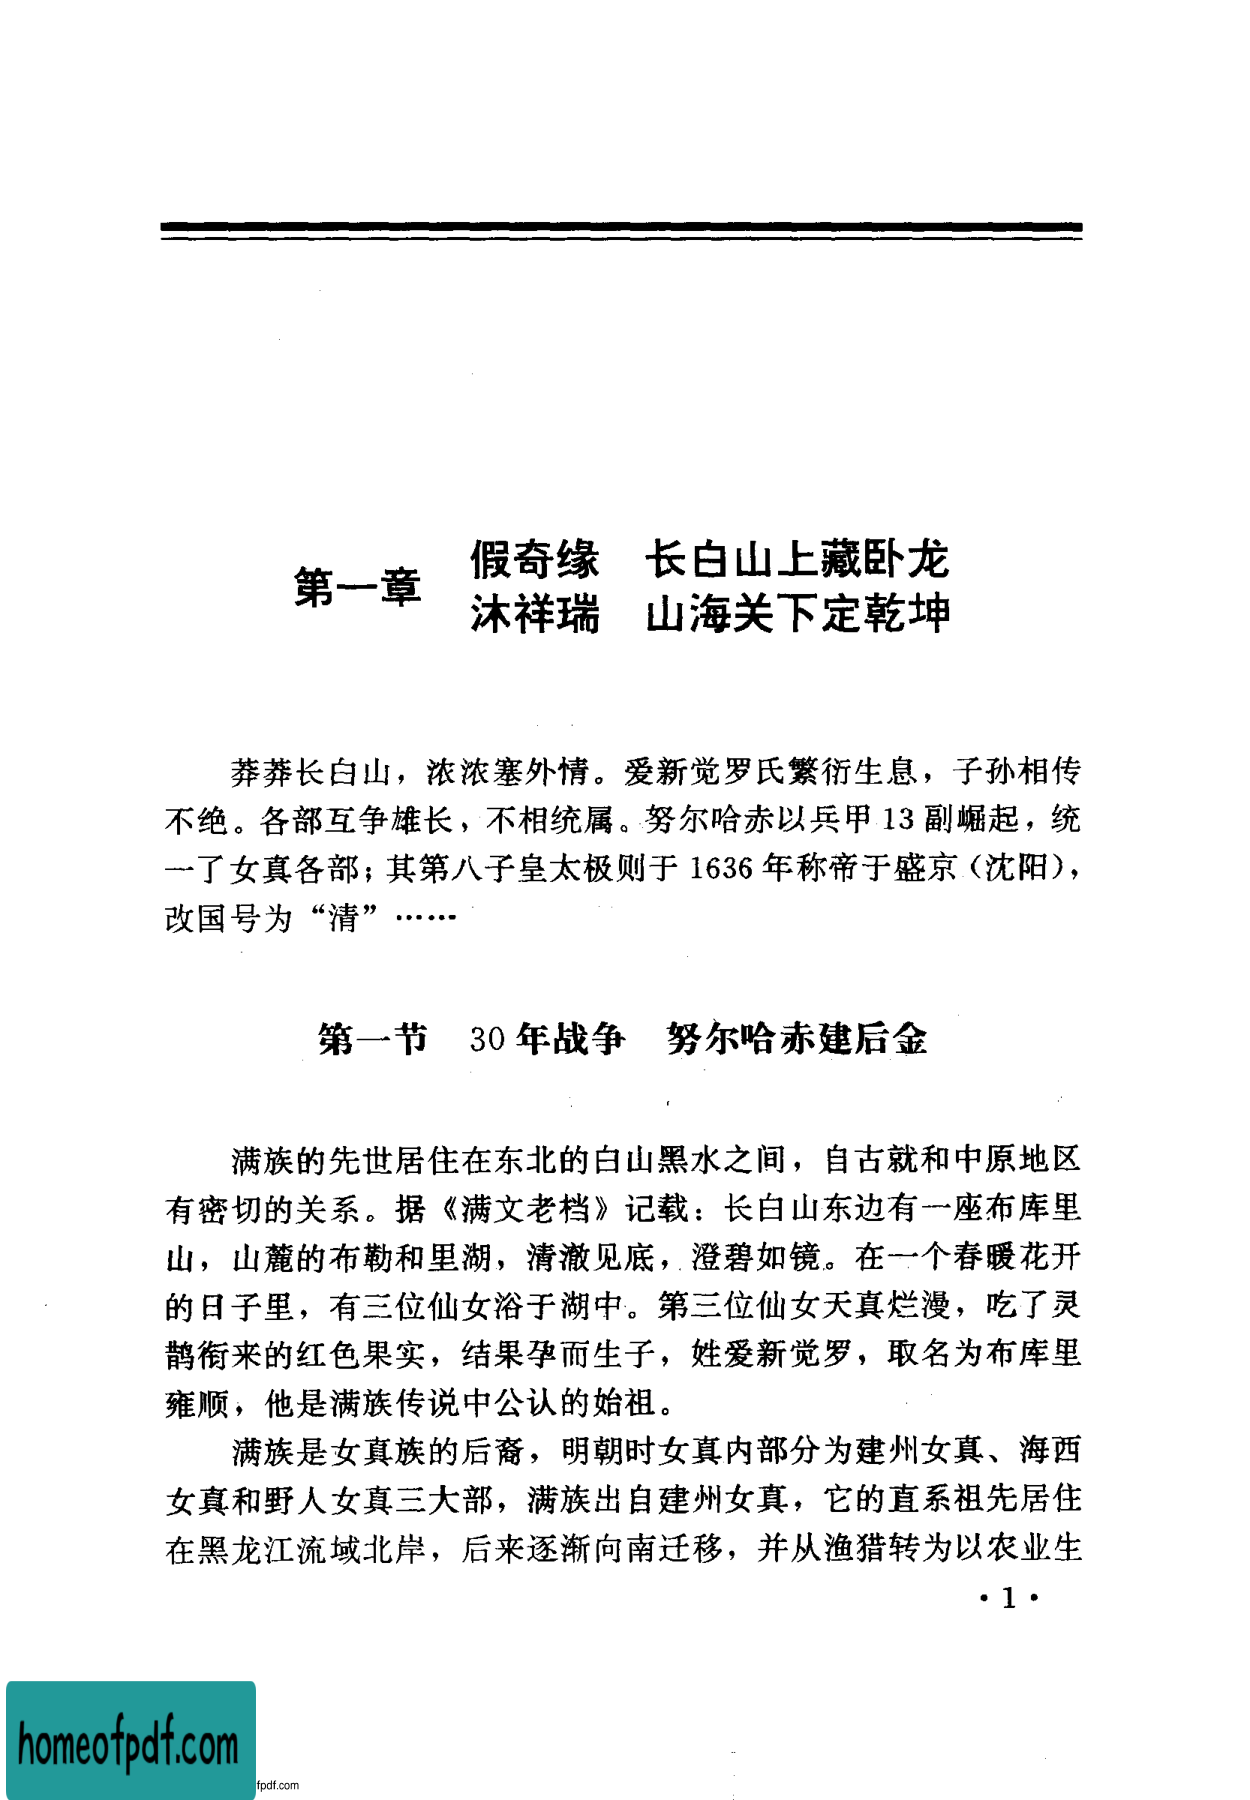 第一章
假奇缘 长白山上藏卧龙
沐祥瑞 山海关下定乾坤
莽莽长白山，浓浓塞外情。爱新觉罗氏繁衍生息，子孙相传
不绝。各部互争雄长，不相统属。努尔哈赤以兵甲 13 副崛起，统
一了女真各部；其第八子皇太极则于 1636 年称帝于盛京（沈阳），
改国号为“清”……
第一节 30 年战争 努尔哈赤建后金
满族的先世居住在东北的白山黑水之间，自古就和中原地区
有密切的关系。据《满文老档》记载：长白山东边有一座布库里
山，山麓的布勒和里湖，清澈见底，澄碧如镜。在一个春暖花开
的日子里，有三位仙女浴于湖中。第三位仙女天真烂漫，吃了灵
鹊衔来的红色果实，结果孕而生子，姓爱新觉罗，取名为布库里
雍顺，他是满族传说中公认的始祖。
满族是女真族的后裔，明朝时女真内部分为建州女真、海西
女真和野人女真三大部，满族出自建州女真，它的直系祖先居住
在黑龙江流域北岸，后来逐渐向南迁移，并从渔猎转为以农业生
·1·
homeofpdf.com
fpdf.com